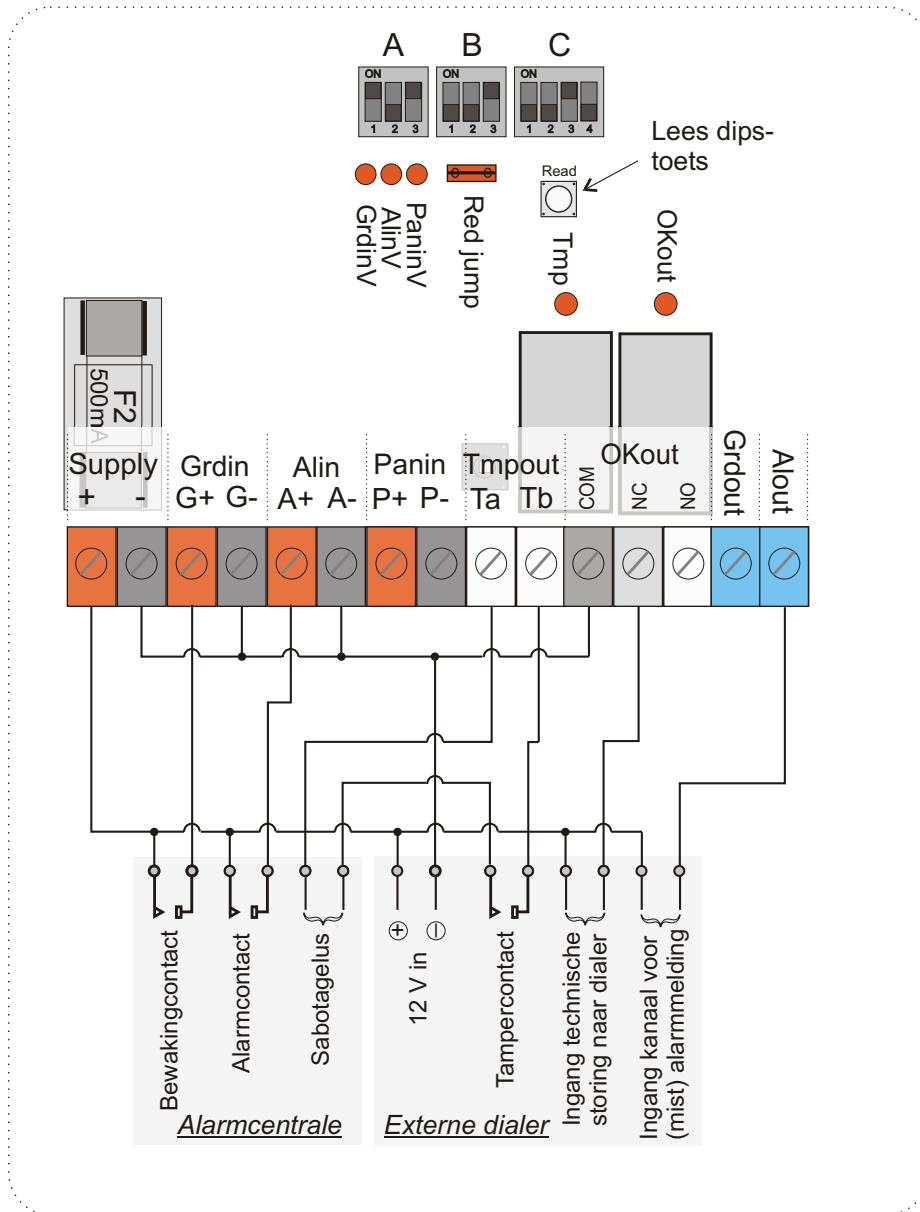 A B C
ON ON ON
1 2 3 1 2 3 1 2 3 4
Lees dips-
toets
Read
GrdinV
AlinV
PaninV
Red jump
Tmp
OKout
F2
500mA
Supply Grdin Alin Panin Tmpout OKout Grdout Alout
+ - G+ G- A+ A- P+ P- Ta Tb COM NC NO
Bewakingcontact
Alarmcontact
Sabotagelus
+ −
12 V in
Tampercontact
Ingang technische
storing naar dialer
Ingang kanaal voor
(mist) alarmmelding
Alarmcentrale
Externe dialer